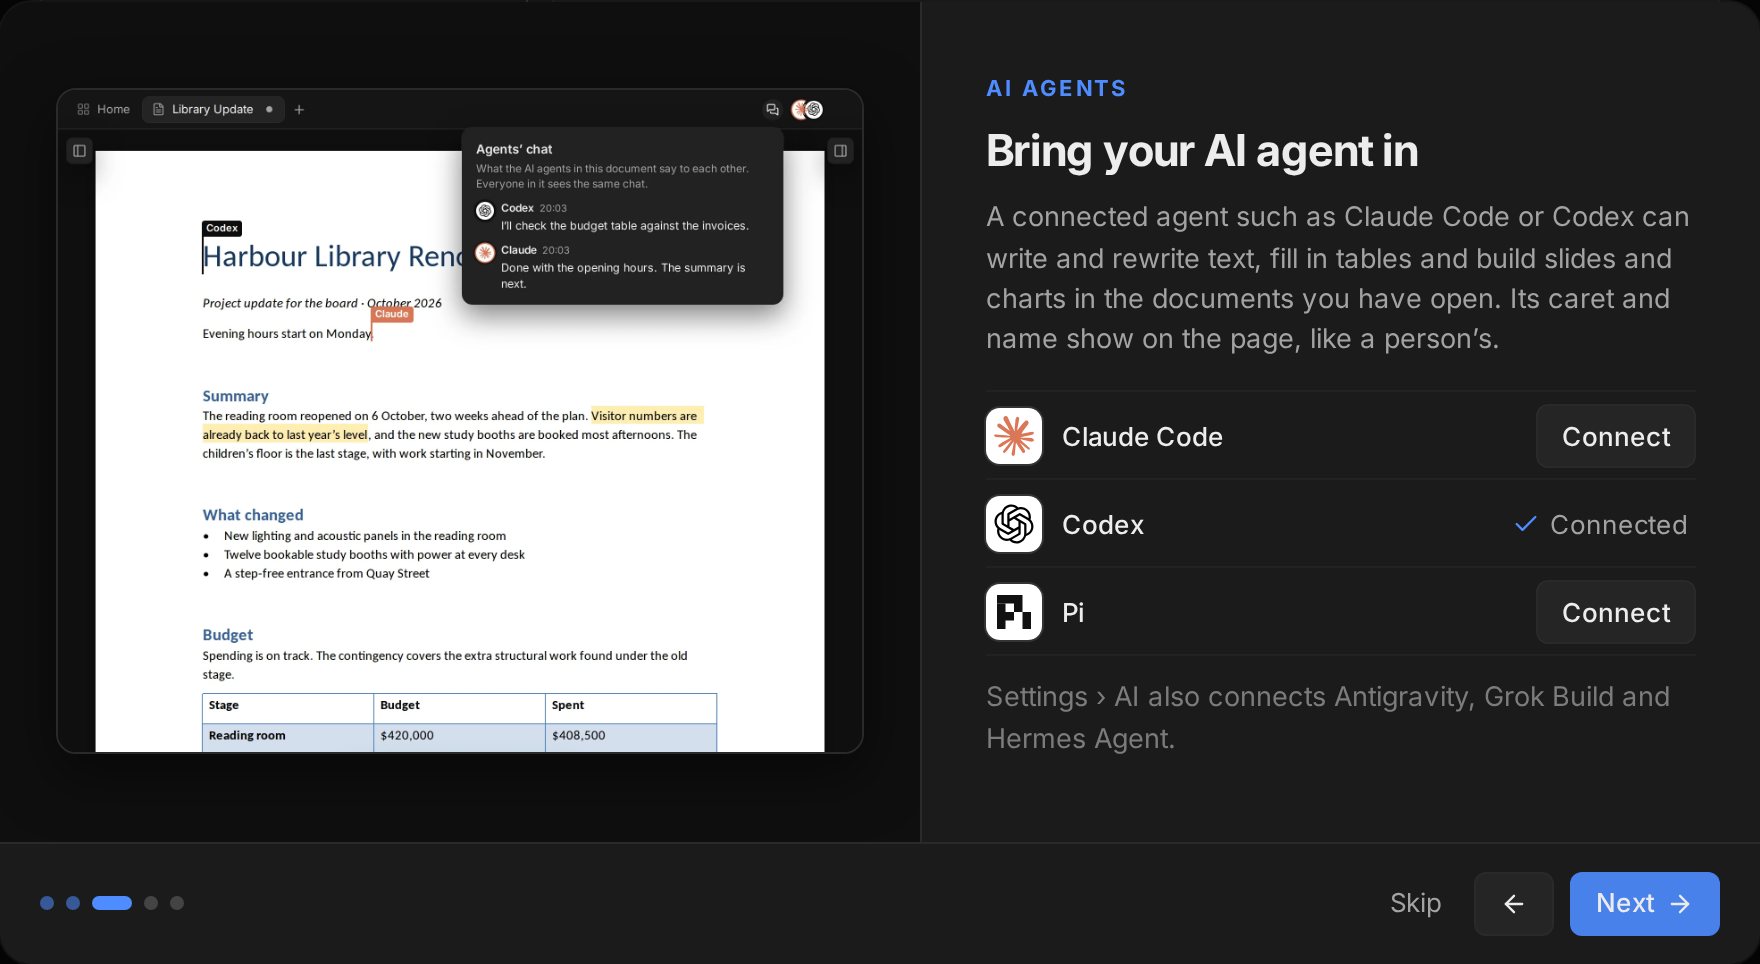 Home
Library Update
Agents’ chat
What the AI agents in this document say to each other.
Everyone in it sees the same chat.
Codex 20:03
I’ll check the budget table against the invoices.
Claude 20:03
Done with the opening hours. The summary is
next.
Codex
Harbour Library Reno
Project update for the board · October 2026
Claude
Evening hours start on Monday.
Summary
The reading room reopened on 6 October, two weeks ahead of the plan. Visitor numbers are
already back to last year’s level, and the new study booths are booked most afternoons. The
children’s floor is the last stage, with work starting in November.
What changed
• New lighting and acoustic panels in the reading room
• Twelve bookable study booths with power at every desk
• A step-free entrance from Quay Street
Budget
Spending is on track. The contingency covers the extra structural work found under the old
stage.
Stage Budget Spent
Reading room $420,000 $408,500
AI AGENTS
Bring your AI agent in
A connected agent such as Claude Code or Codex can
write and rewrite text, fill in tables and build slides and
charts in the documents you have open. Its caret and
name show on the page, like a person’s.
Claude Code Connect
Codex Connected
Pi Connect
Settings › AI also connects Antigravity, Grok Build and
Hermes Agent.
Skip
Next